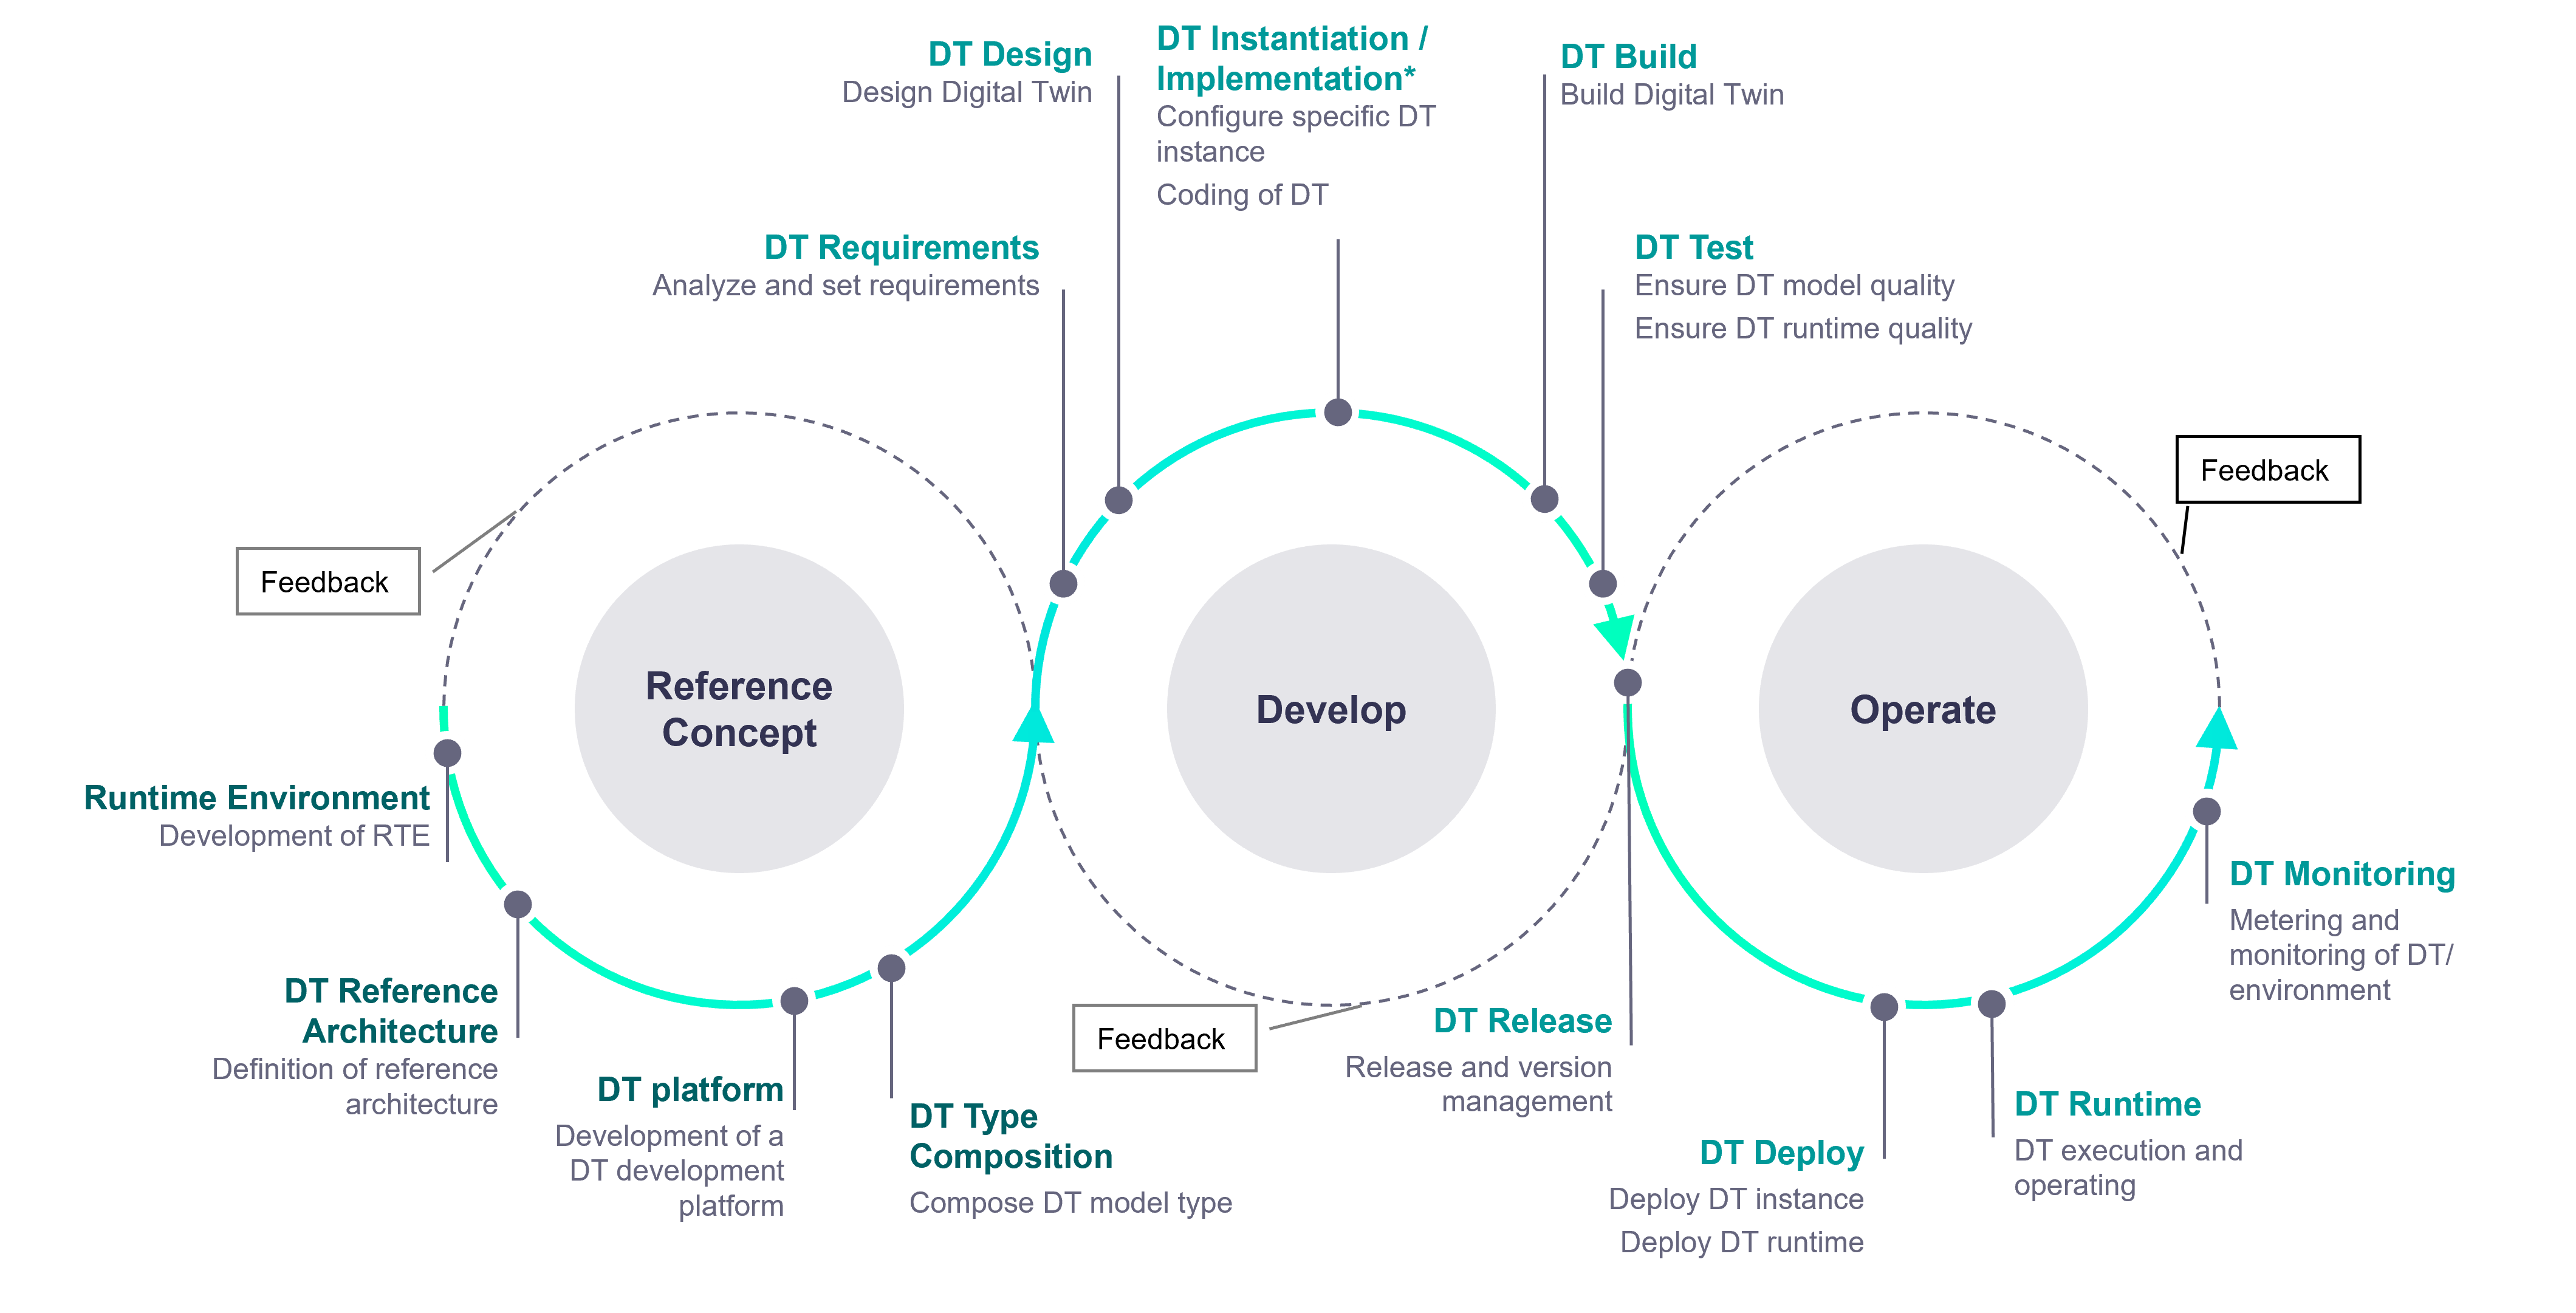 DT Design
Design Digital Twin
DT Instantiation /
Implementation*
Configure specific DT
instance
Coding of DT
DT Build
Build Digital Twin
DT Requirements
Analyze and set requirements
DT Test
Ensure DT model quality
Ensure DT runtime quality
Feedback
Feedback
Reference
Concept
Develop
Operate
Runtime Environment
Development of RTE
DT Reference
Architecture
Definition of reference
architecture
DT platform
Development of a
DT development
platform
DT Type
Composition
Compose DT model type
Feedback
DT Release
Release and version
management
DT Deploy
Deploy DT instance
Deploy DT runtime
DT Runtime
DT execution and
operating
DT Monitoring
Metering and
monitoring of DT/
environment